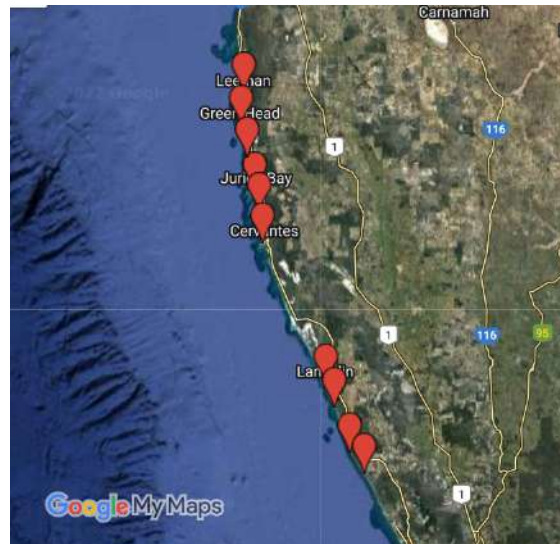 Carnamah
Leeman
Green Head
116
1
Jurien Bay
Cervantes
1
116
95
Lancelin
1
Google My Maps